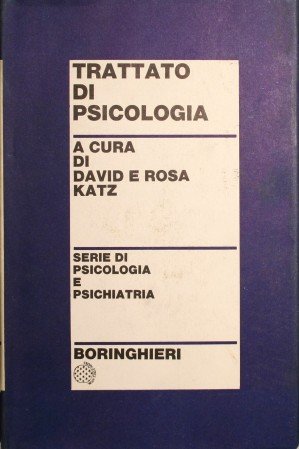 TRATTATO
DI
PSICOLOGIA
A CURA
DI
DAVID E ROSA
KATZ
SERIE DI
PSICOLOGIA
E
PSICHIATRIA
BORINGHIERI